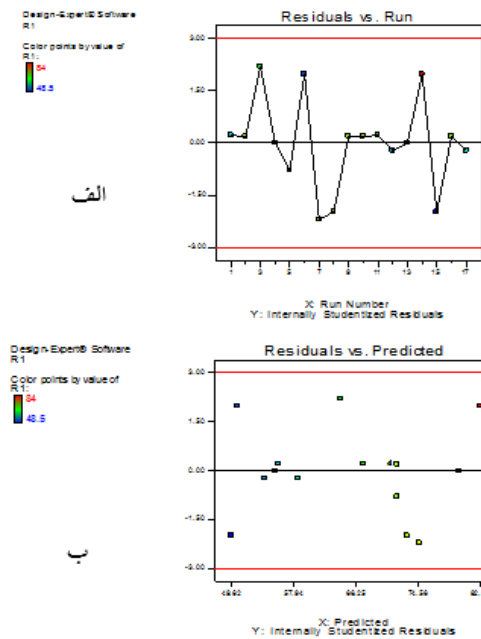 Design-Expert® Software
R1
Color points by value of
R1:
84
48.5
الف
Residuals vs. Run
3.00
1.50
0.00
-1.50
-3.00
1 3 5 7 9 11 13 15 17
X: Run Number
Y: Internally Studentized Residuals
Design-Expert® Software
R1
Color points by value of
R1:
84
48.5
ب
Residuals vs. Predicted
3.00
1.50
0.00
-1.50
-3.00
4
X: Predicted
Y: Internally Studentized Residuals